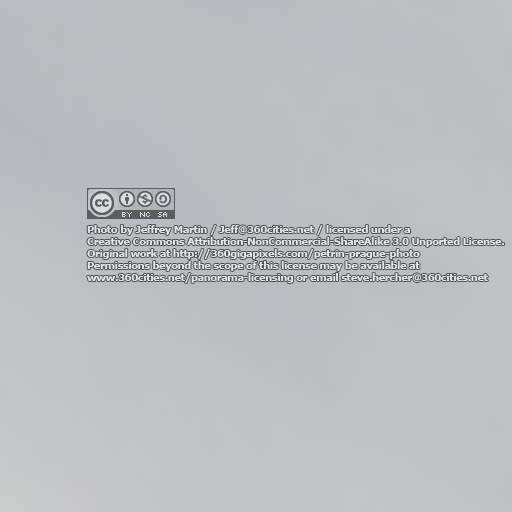 cc
BY NC SA
Photo by Jeffrey Martin / Jeff@360cities.net / licensed under a
Creative Commons Attribution-NonCommercial-ShareAlike 3.0 Unported License.
Original work at http://360gigapixels.com/petrin-prague-photo
Permissions beyond the scope of this license may be available at
www.360cities.net/panorama-licensing or email steve.hercher@360cities.net